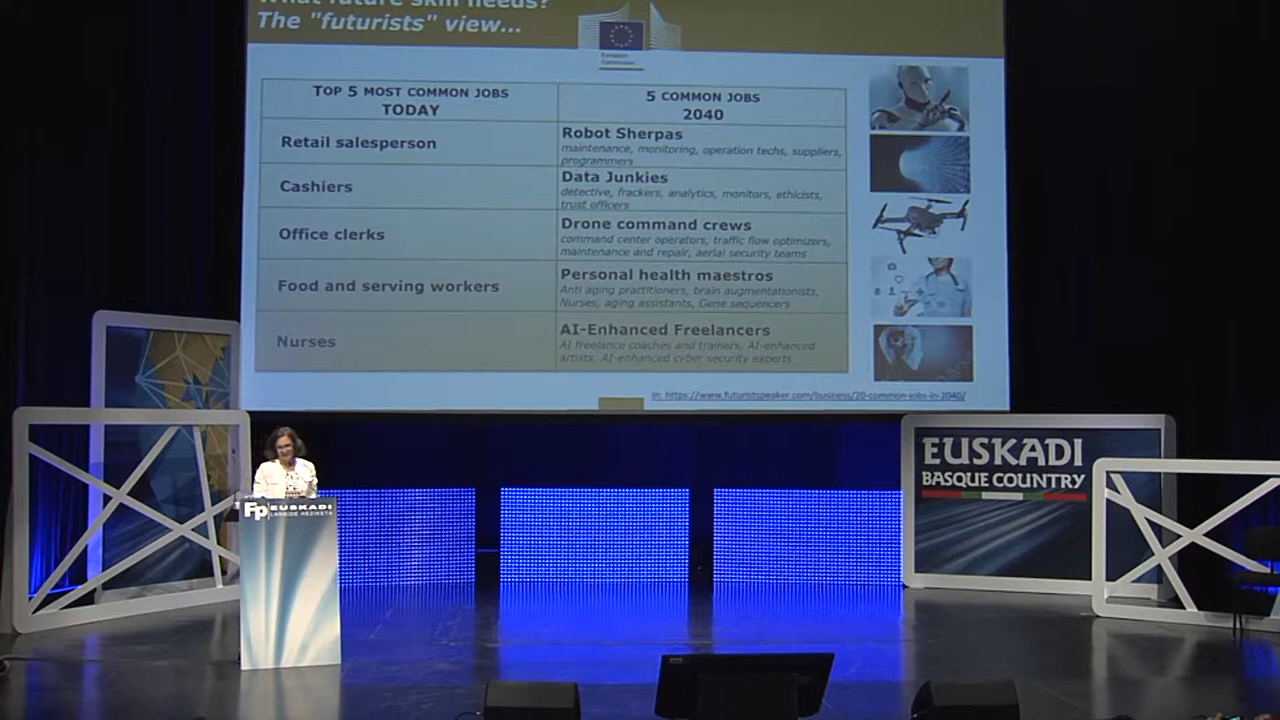 What future skill needs?
The "futurists" view...
European
Commission
TOP 5 MOST COMMON JOBS
TODAY
5 COMMON JOBS
2040
Retail salesperson
Robot Sherpas
maintenance, monitoring, operation techs, suppliers,
programmers
Cashiers
Data Junkies
detective, frackers, analytics, monitors, ethicists,
trust officers
Office clerks
Drone command crews
command center operators, traffic flow optimizers,
maintenance and repair, aerial security teams
Food and serving workers
Personal health maestros
Anti aging practitioners, brain augmentationists,
Nurses, aging assistants, Gene sequencers
Nurses
AI-Enhanced Freelancers
AI freelance coaches and trainers, AI-enhanced
artists, AI-enhanced cyber security experts
In: https://www.futuristspeaker.com/business/20-common-jobs-in-2040/
EUSKADI
BASQUE COUNTRY
Fp EUSKADI
LANBIDE HEZIKETA